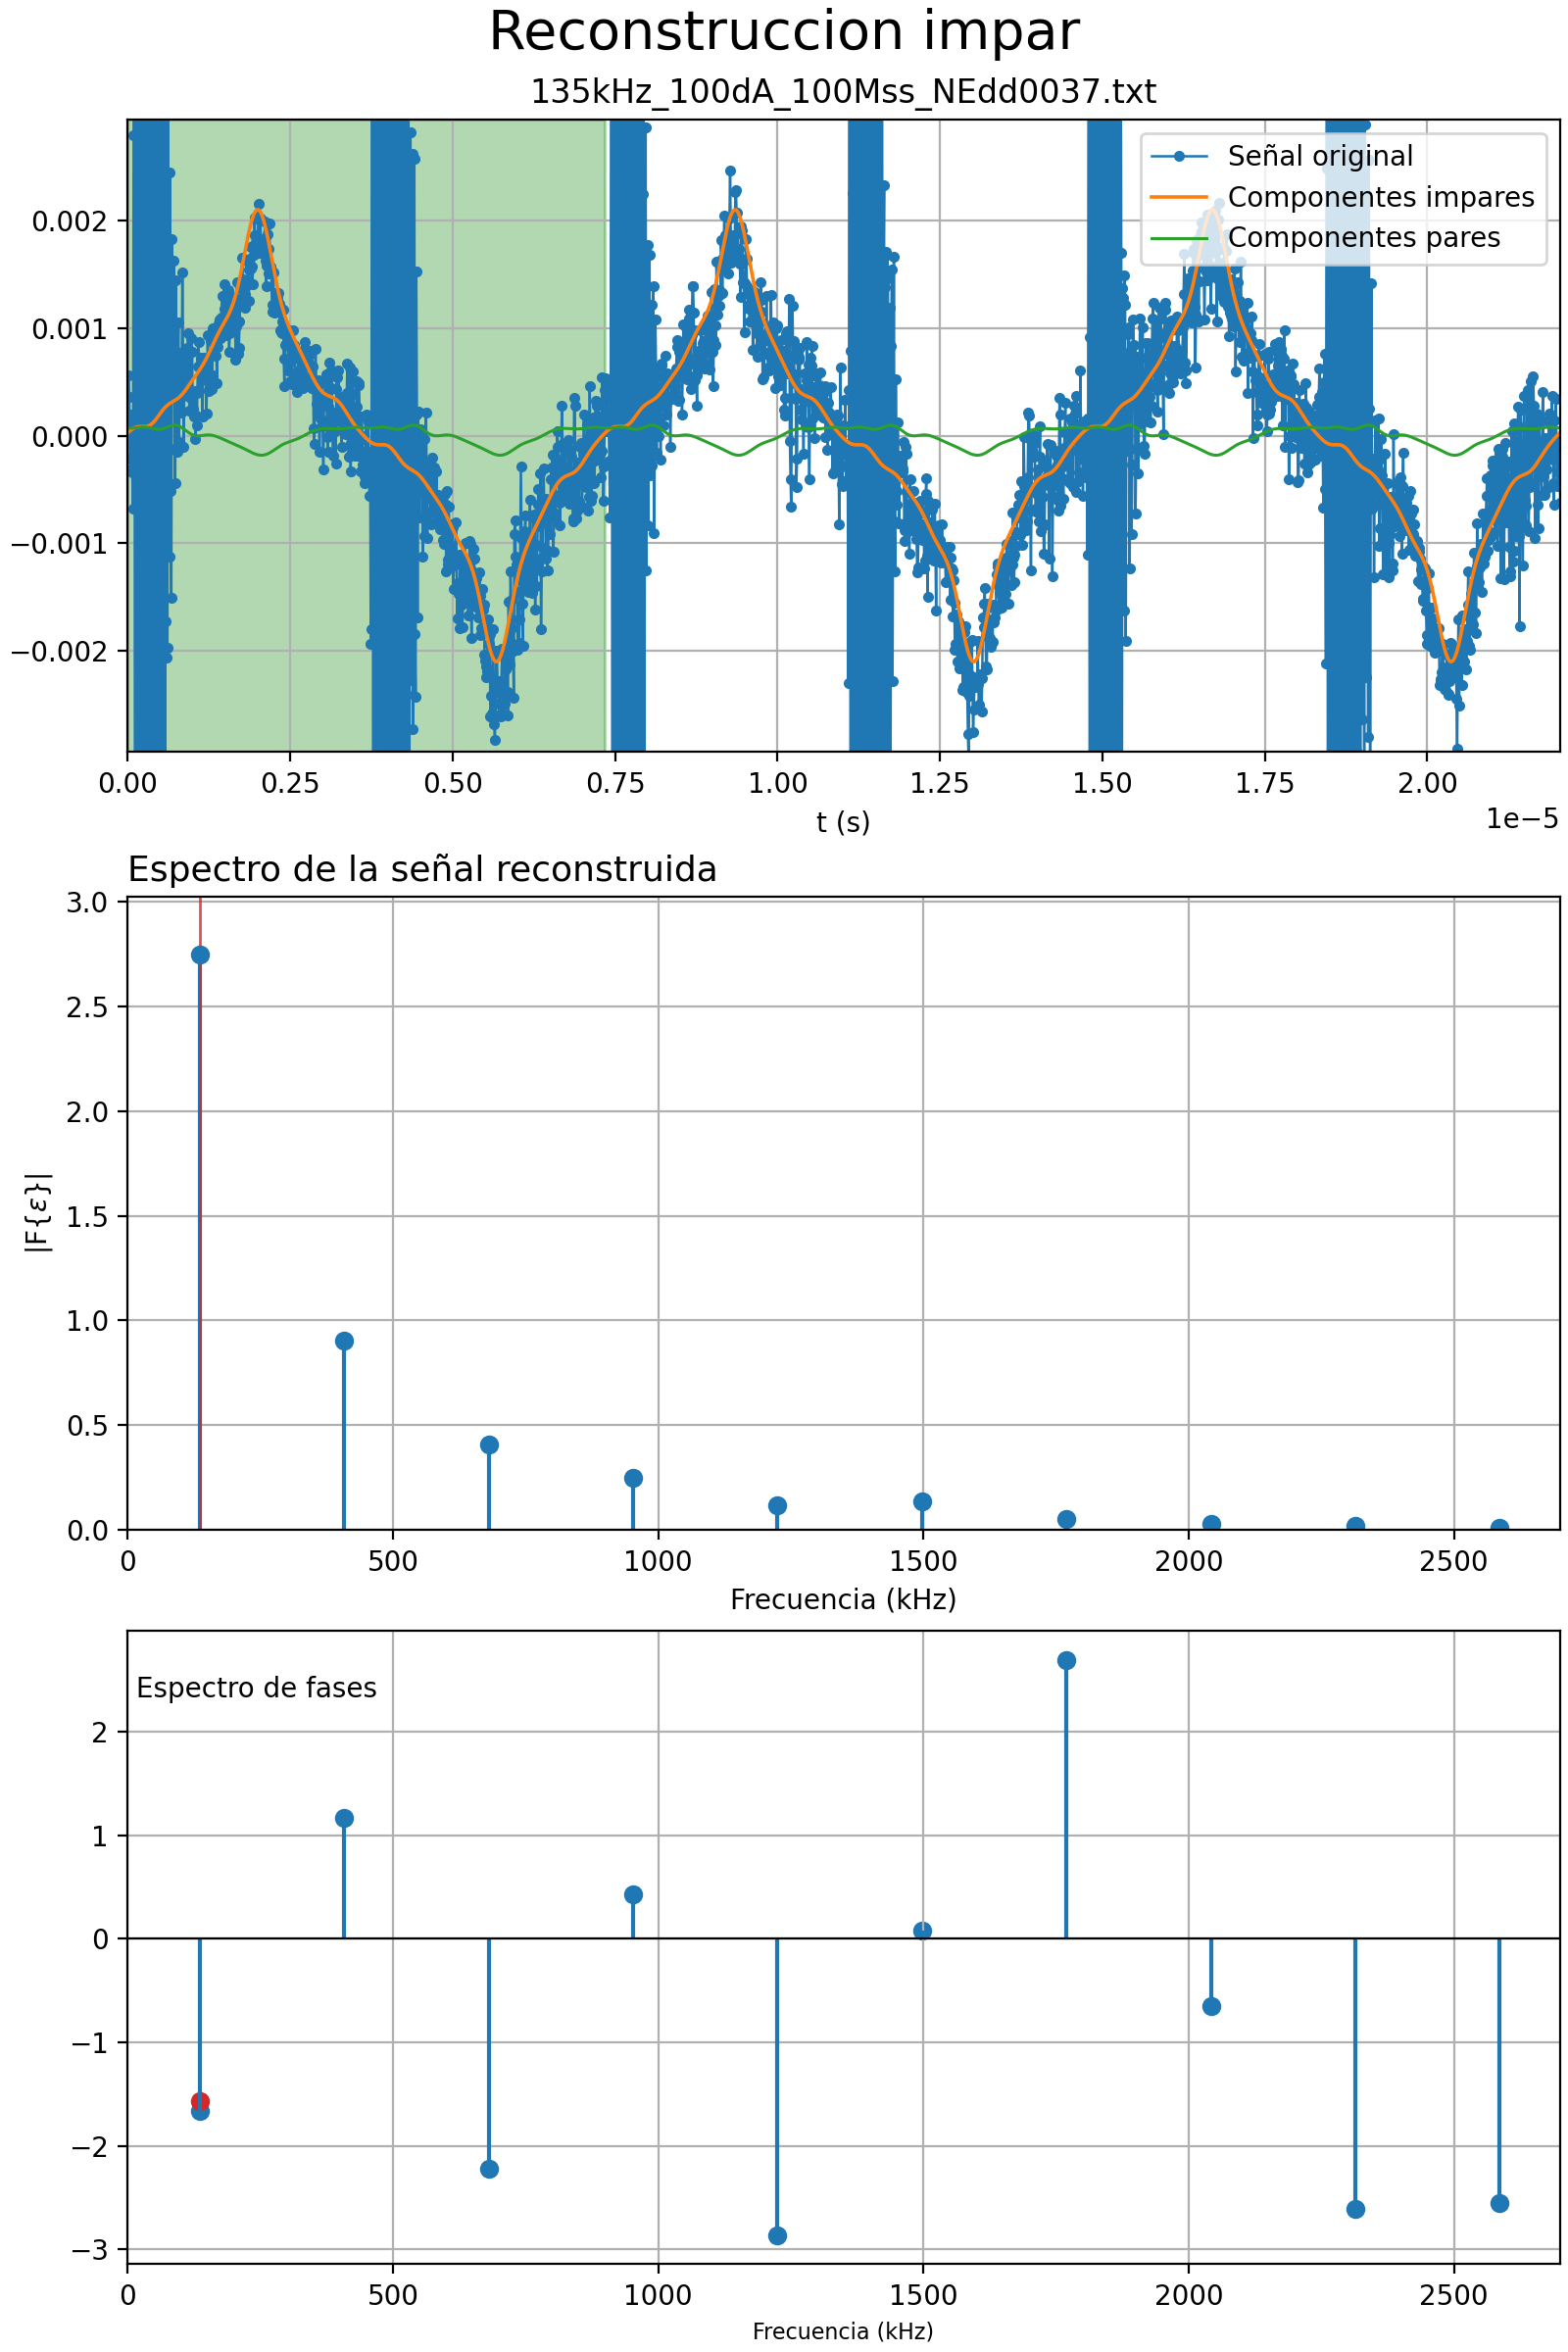 Reconstruccion impar
135kHz_100dA_100Mss_NEdd0037.txt
Señal original
Componentes impares
Componentes pares
0.002
0.001
0.000
−0.001
−0.002
0.00 0.25 0.50 0.75 1.00 1.25 1.50 1.75 2.00
1e−5
t (s)
Espectro de la señal reconstruida
3.0
2.5
2.0
1.5
1.0
0.5
0.0
|F{ε}|
0 500 1000 1500 2000 2500
Frecuencia (kHz)
Espectro de fases
2
1
0
−1
−2
−3
0 500 1000 1500 2000 2500
Frecuencia (kHz)